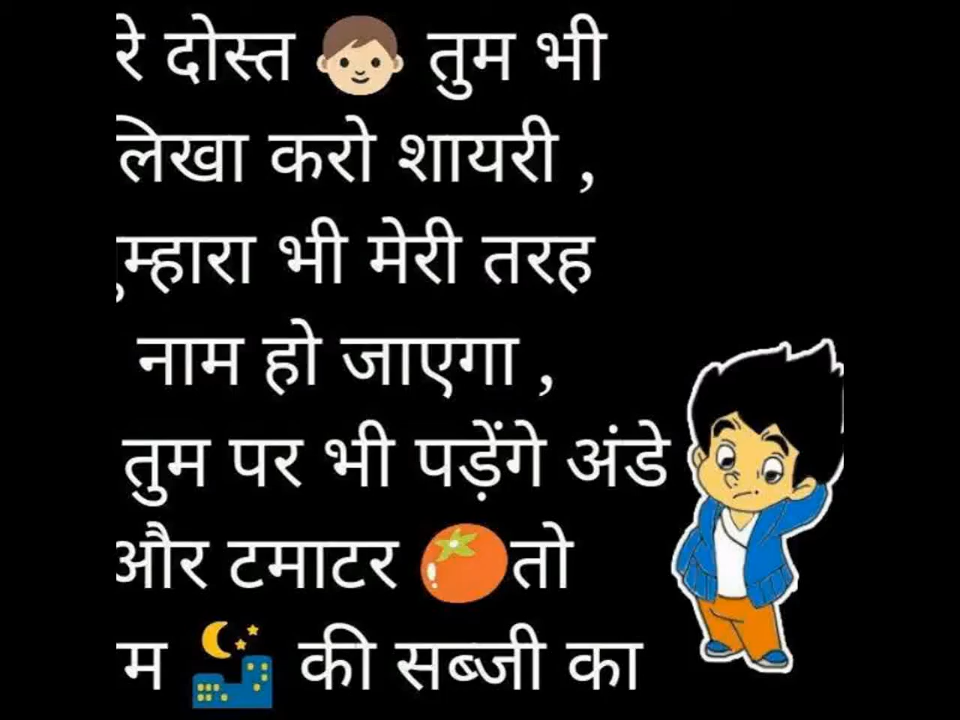 रे दोस्त तुम भी
लिखा करो शायरी ,
म्हारा भी मेरी तरह
नाम हो जाएगा ,
तुम पर भी पड़ेंगे अंडे
और टमाटर तो
म की सब्जी का